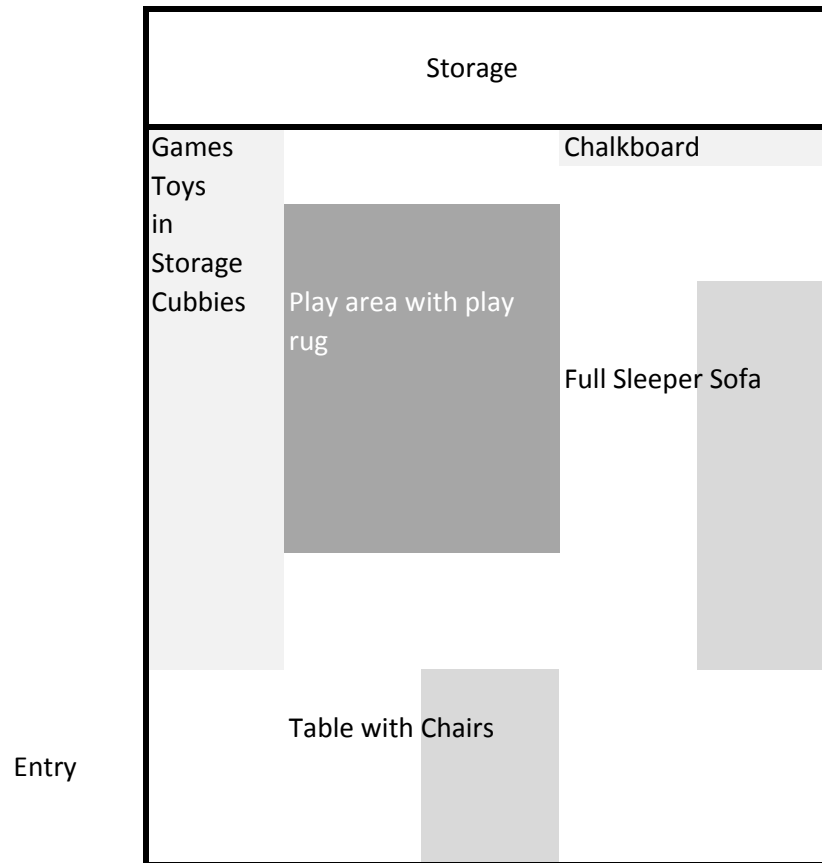 Storage
Games
Toys
in
Storage
Cubbies
Chalkboard
Play area with play
rug
Full Sleeper Sofa
Table with Chairs
Entry